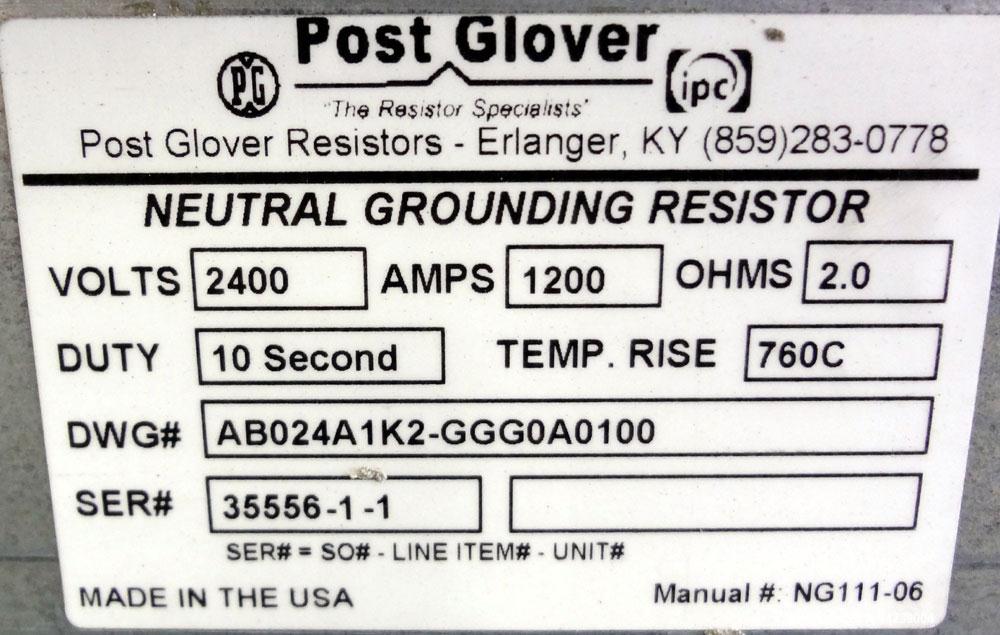 Post Glover
PG
ipc
"The Resistor Specialists"
Post Glover Resistors - Erlanger, KY (859)283-0778
NEUTRAL GROUNDING RESISTOR
VOLTS 2400 AMPS 1200 OHMS 2.0
DUTY 10 Second TEMP. RISE 760C
DWG# AB024A1K2-GGG0A0100
SER# 35556-1 -1
SER# = SO# - LINE ITEM# - UNIT#
MADE IN THE USA Manual #: NG111-06